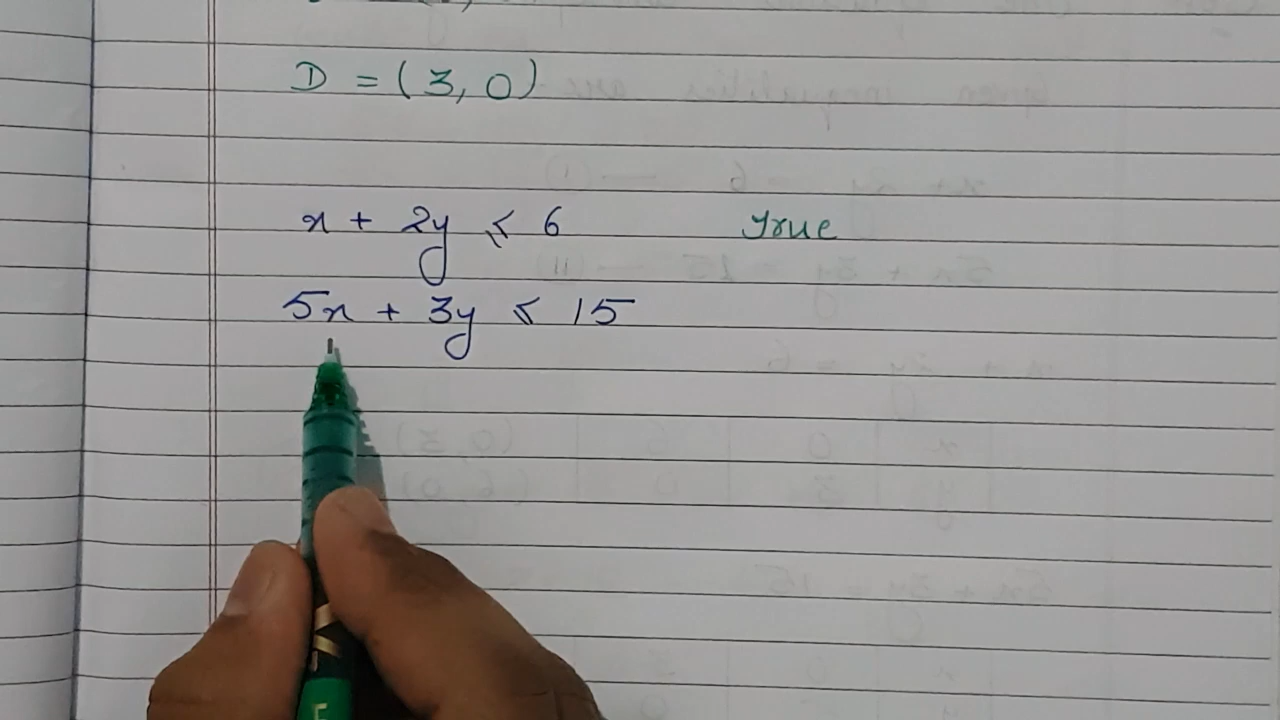 D = (3, 0)
x + 2y ≤ 6 True
5x + 3y ≤ 15